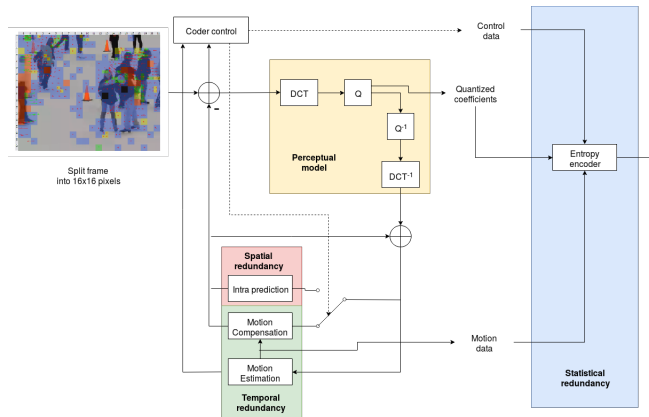 Coder control
Control
data
DCT
Q
Quantized
coefficients
Q-1
Perceptual
model
DCT-1
Entropy
encoder
Split frame
into 16x16 pixels
-
Spatial
redundancy
Intra prediction
Motion
Compensation
Motion
data
Motion
Estimation
Temporal
redundancy
Statistical
redundancy